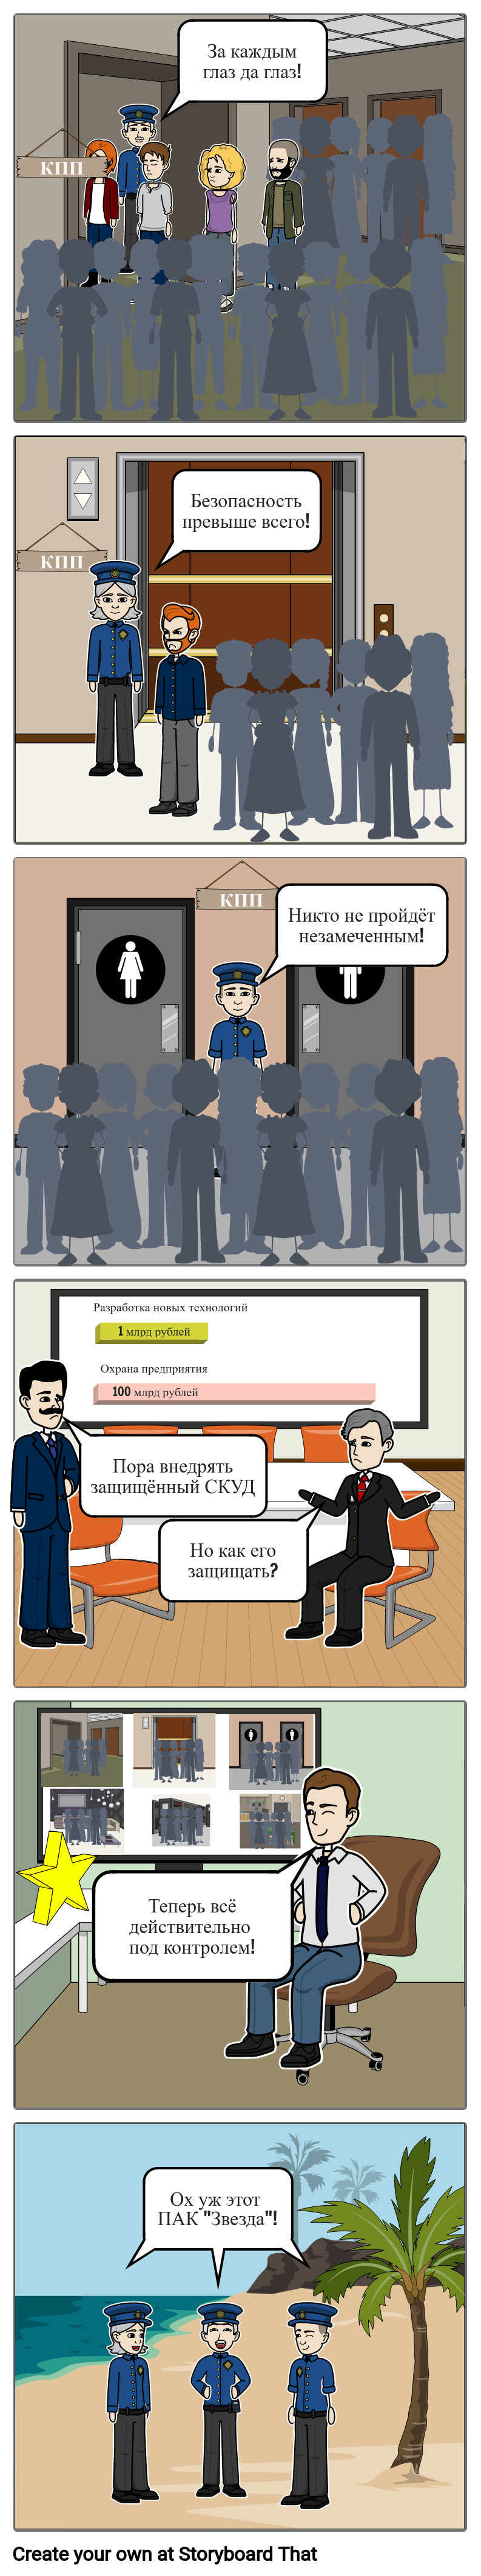 За каждым
глаз да глаз!
КПП
Безопасность
превыше всего!
КПП
КПП
Никто не пройдёт
незамеченным!
Разработка новых технологий
1 млрд рублей
Охрана предприятия
100 млрд рублей
Пора внедрять
защищённый СКУД
Но как его
защищать?
Теперь всё
действительно
под контролем!
Ох уж этот
ПАК "Звезда"!
Create your own at Storyboard That